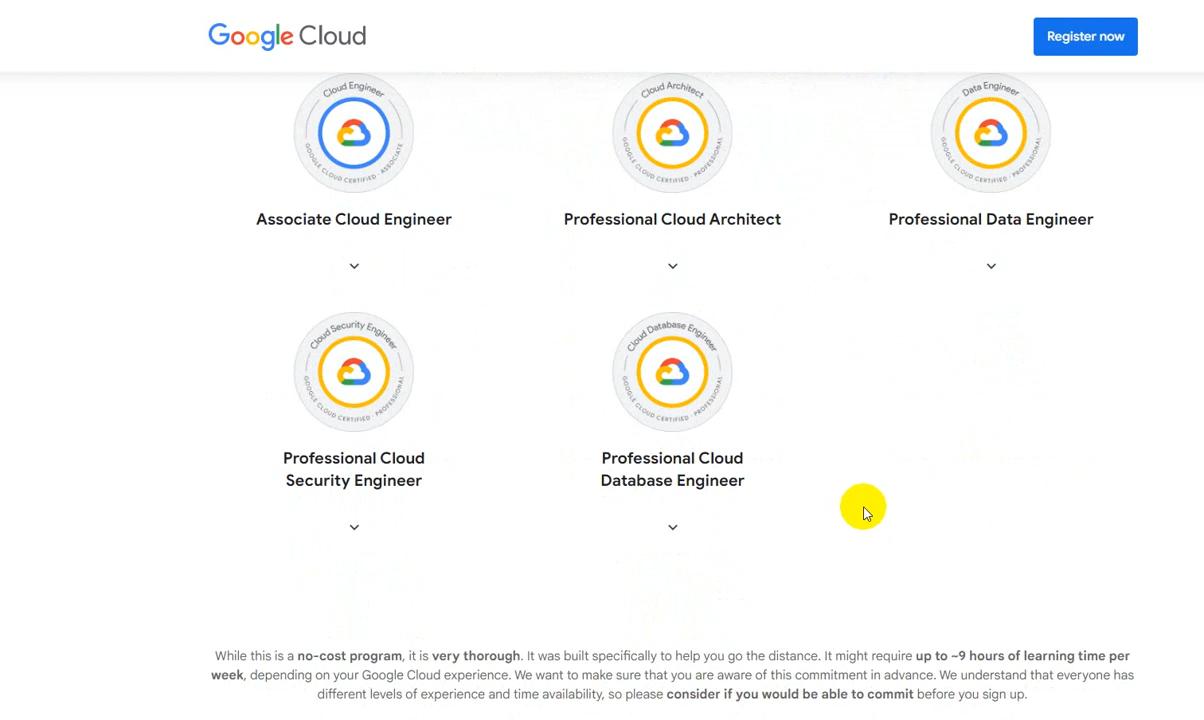 Google Cloud
Register now
Cloud Engineer
GOOGLE CLOUD CERTIFIED · ASSOCIATE
Cloud Architect
GOOGLE CLOUD CERTIFIED · PROFESSIONAL
Data Engineer
GOOGLE CLOUD CERTIFIED · PROFESSIONAL
Associate Cloud Engineer
Professional Cloud Architect
Professional Data Engineer
Cloud Security Engineer
GOOGLE CLOUD CERTIFIED · PROFESSIONAL
Cloud Database Engineer
GOOGLE CLOUD CERTIFIED · PROFESSIONAL
Professional Cloud
Security Engineer
Professional Cloud
Database Engineer
While this is a no-cost program, it is very thorough. It was built specifically to help you go the distance. It might require up to ~9 hours of learning time per
week, depending on your Google Cloud experience. We want to make sure that you are aware of this commitment in advance. We understand that everyone has
different levels of experience and time availability, so please consider if you would be able to commit before you sign up.